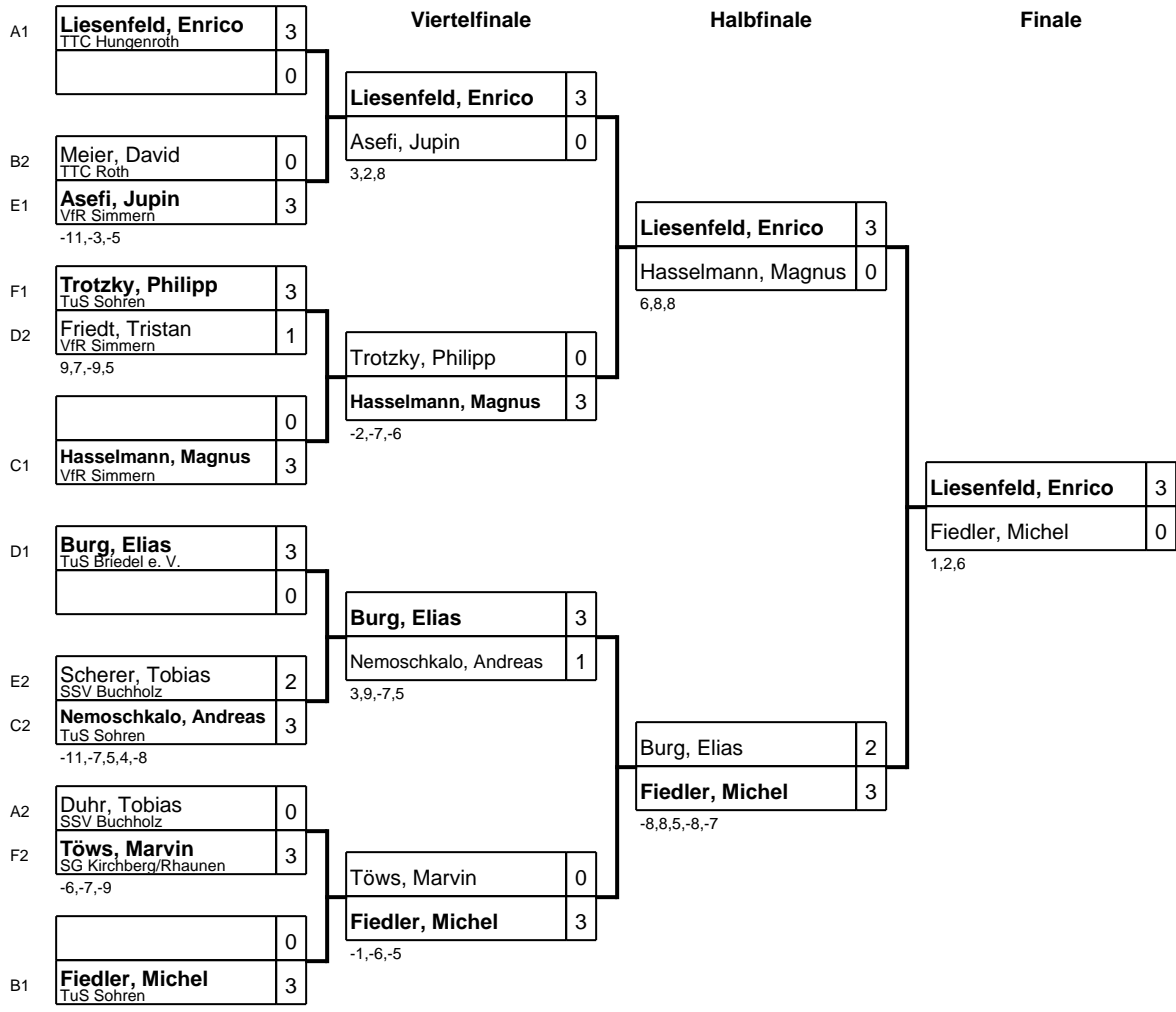 Viertelfinale
Halbfinale
Finale
A1
Liesenfeld, Enrico 3
TTC Hungenroth
0
B2
Meier, David 0
TTC Roth
E1
Asefi, Jupin 3
VfR Simmern
-11,-3,-5
F1
Trotzky, Philipp 3
TuS Sohren
D2
Friedt, Tristan 1
VfR Simmern
9,7,-9,5
0
C1
Hasselmann, Magnus 3
VfR Simmern
D1
Burg, Elias 3
TuS Briedel e. V.
0
E2
Scherer, Tobias 2
SSV Buchholz
C2
Nemoschkalo, Andreas 3
TuS Sohren
-11,-7,5,4,-8
A2
Duhr, Tobias 0
SSV Buchholz
F2
Töws, Marvin 3
SG Kirchberg/Rhaunen
-6,-7,-9
0
B1
Fiedler, Michel 3
TuS Sohren
Liesenfeld, Enrico 3
Asefi, Jupin 0
3,2,8
Trotzky, Philipp 0
Hasselmann, Magnus 3
-2,-7,-6
Burg, Elias 3
Nemoschkalo, Andreas 1
3,9,-7,5
Töws, Marvin 0
Fiedler, Michel 3
-1,-6,-5
Liesenfeld, Enrico 3
Hasselmann, Magnus 0
6,8,8
Burg, Elias 2
Fiedler, Michel 3
-8,8,5,-8,-7
Liesenfeld, Enrico 3
Fiedler, Michel 0
1,2,6